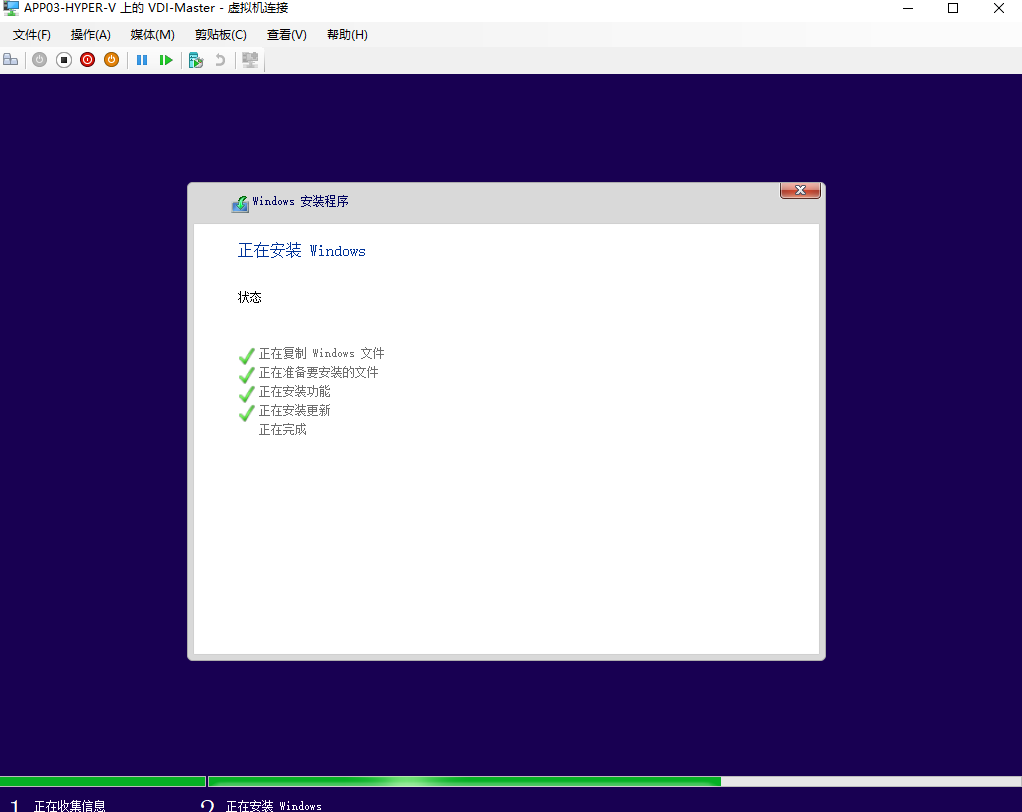 APP03-HYPER-V 上的 VDI-Master - 虚拟机连接
文件(F) 操作(A) 媒体(M) 剪贴板(C) 查看(V) 帮助(H)
Windows 安装程序
正在安装 Windows
状态
正在复制 Windows 文件
正在准备要安装的文件
正在安装功能
正在安装更新
正在完成
1 正在收集信息 2 正在安装 Windows